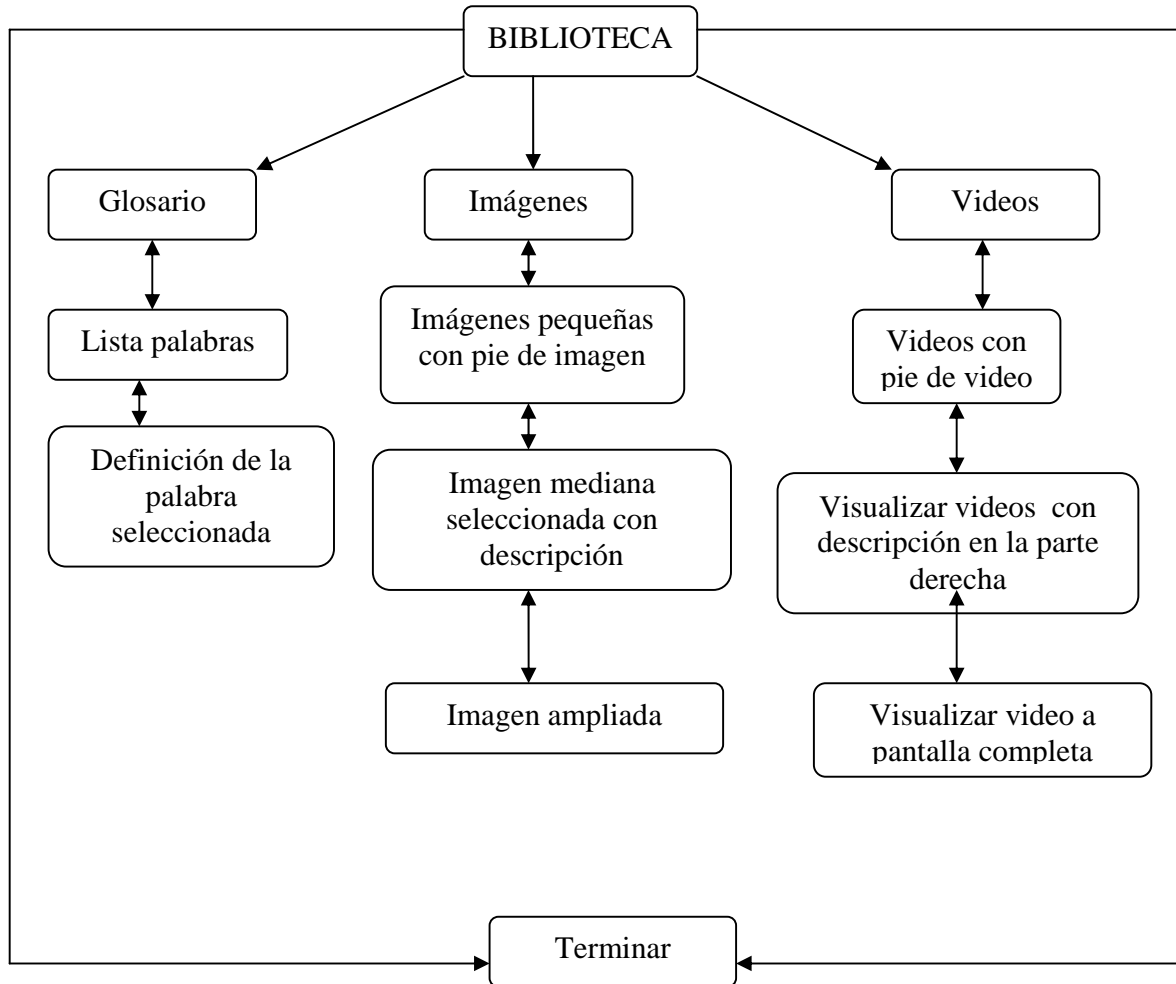 BIBLIOTECA
Glosario
Imágenes
Videos
Lista palabras
Imágenes pequeñas
con pie de imagen
Videos con
pie de video
Definición de la
palabra
seleccionada
Imagen mediana
seleccionada con
descripción
Visualizar videos con
descripción en la parte
derecha
Imagen ampliada
Visualizar video a
pantalla completa
Terminar